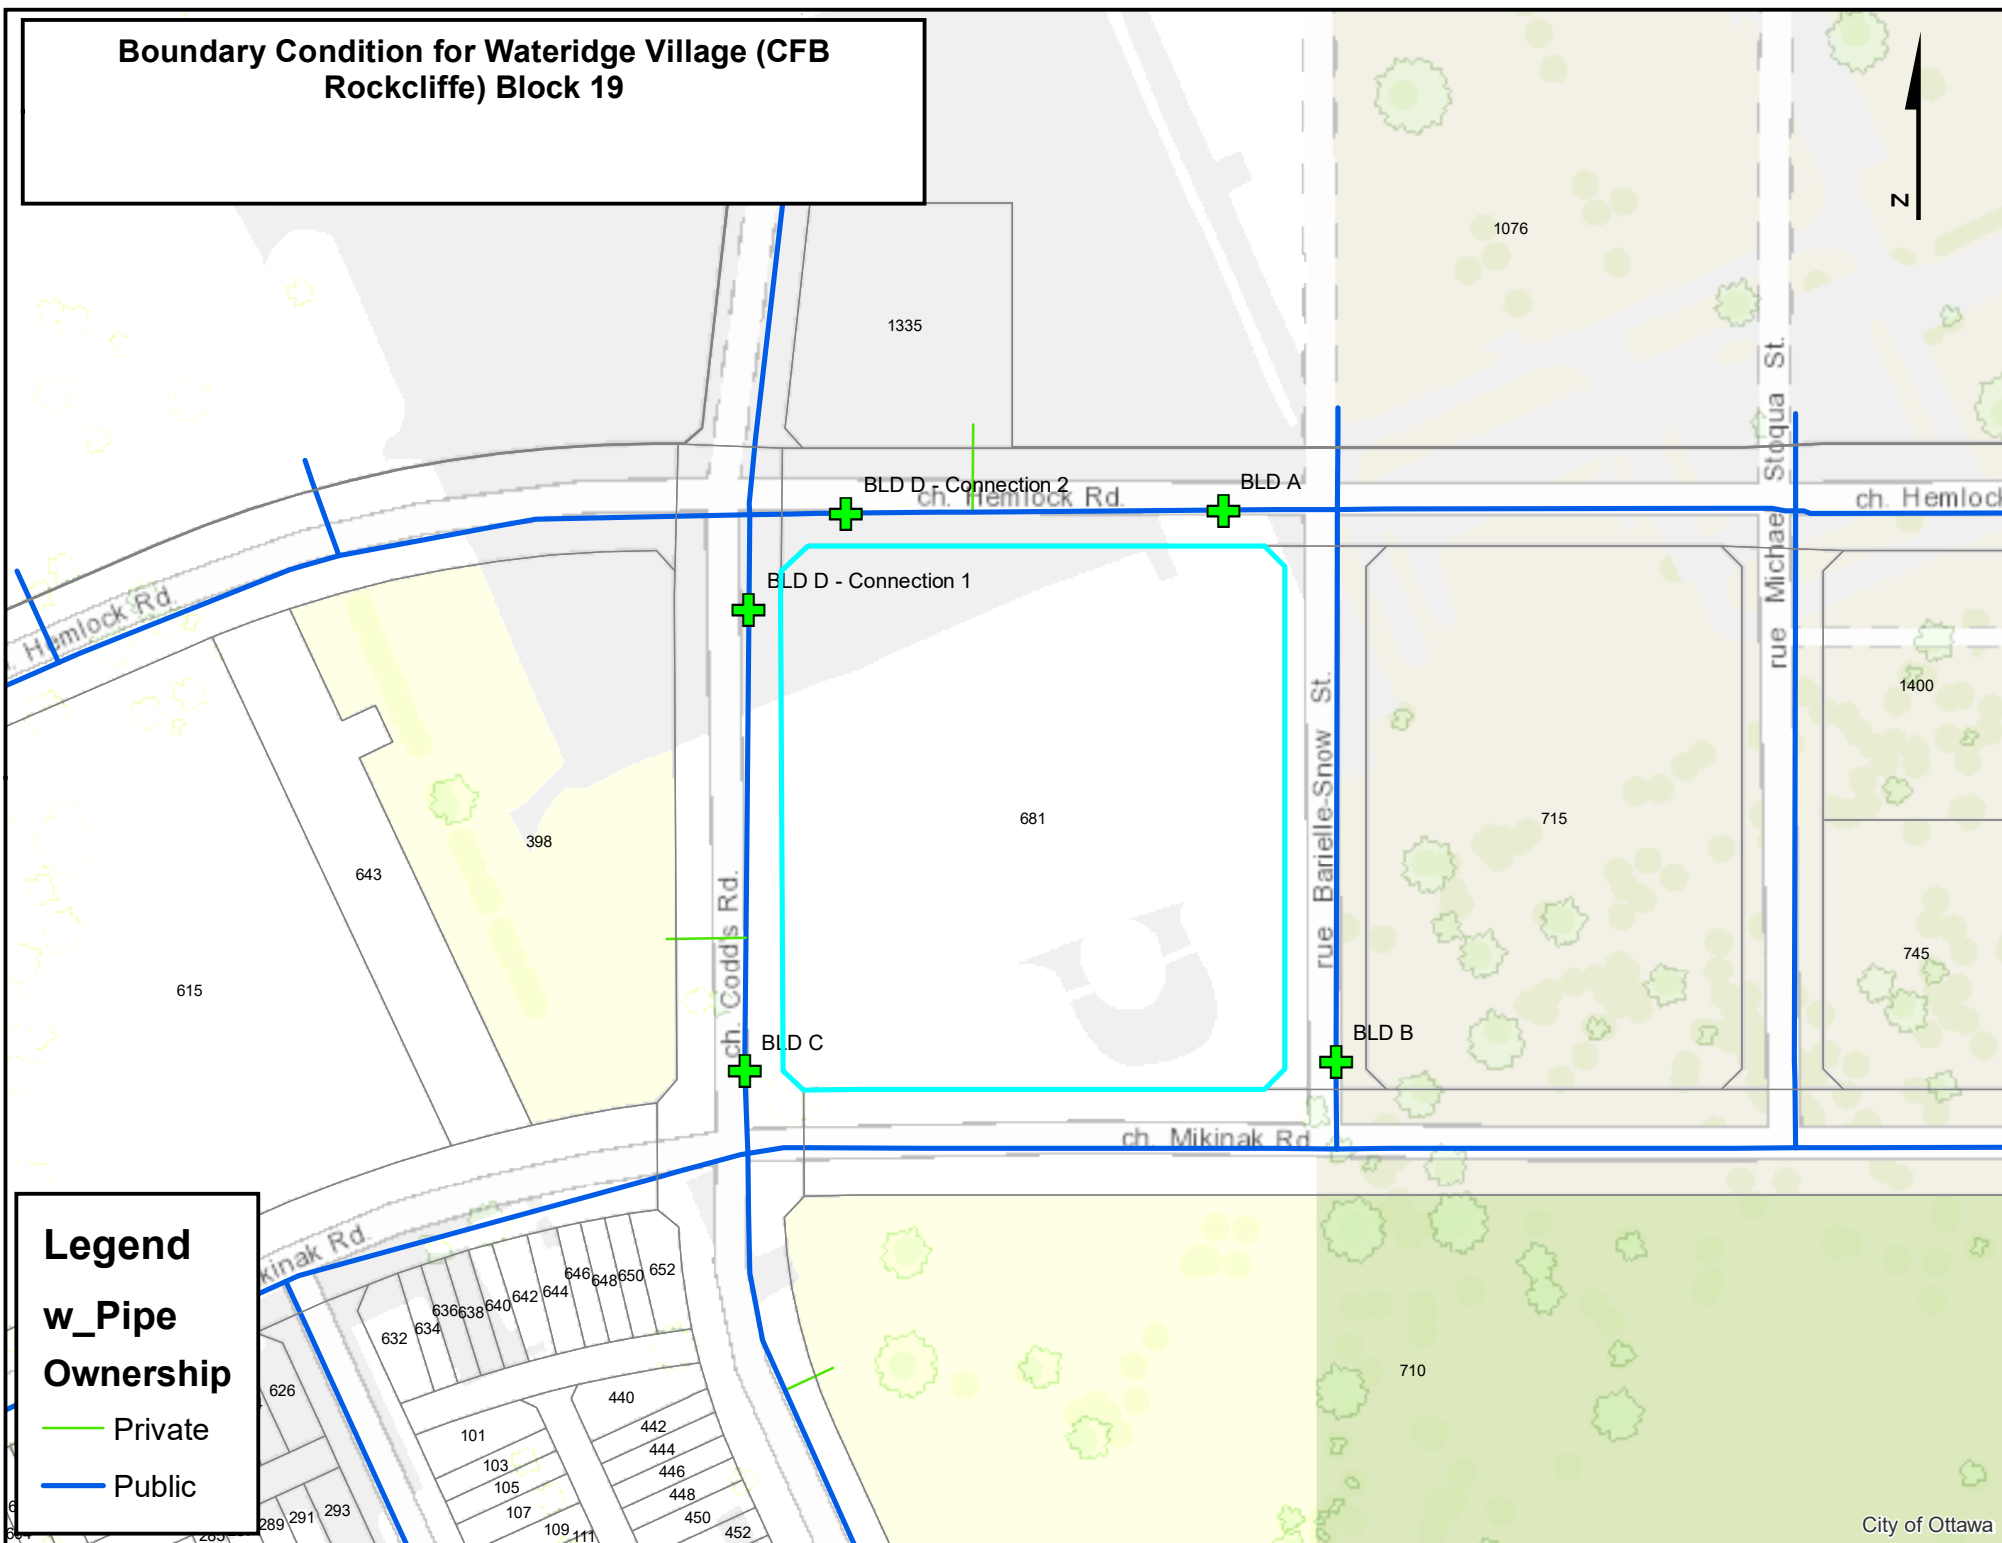 Boundary Condition for Wateridge Village (CFB
Rockcliffe) Block 19
N
1076
1335
rue Michael Stoqua St.
BLD D - Connection 2
BLD A
ch. Hemlock Rd.
ch. Hemlock
BLD D - Connection 1
Hemlock Rd.
1400
rue Barielle-Snow St.
681
715
398
643
ch. Codd's Rd.
745
615
BLD C
BLD B
ch. Mikinak Rd
kinak Rd.
Legend
w_Pipe
Ownership
Private
Public
632
634
636
638
640
642
644
646
648
650
652
626
440
442
444
446
448
450
452
101
103
105
107
109
111
289
291
293
710
City of Ottawa